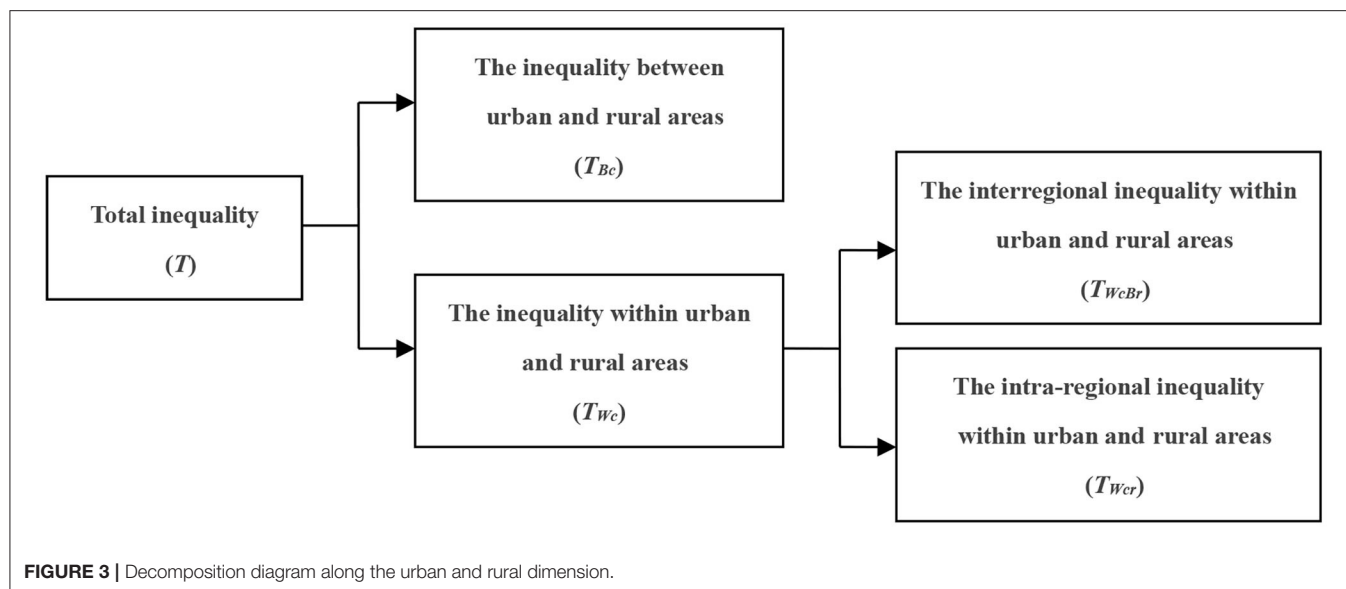 The inequality between
urban and rural areas
(TBc)
Total inequality
(T)
The inequality within urban
and rural areas
(TWc)
The interregional inequality within
urban and rural areas
(TWcBr)
The intra-regional inequality
within urban and rural areas
(TWcr)
FIGURE 3 | Decomposition diagram along the urban and rural dimension.